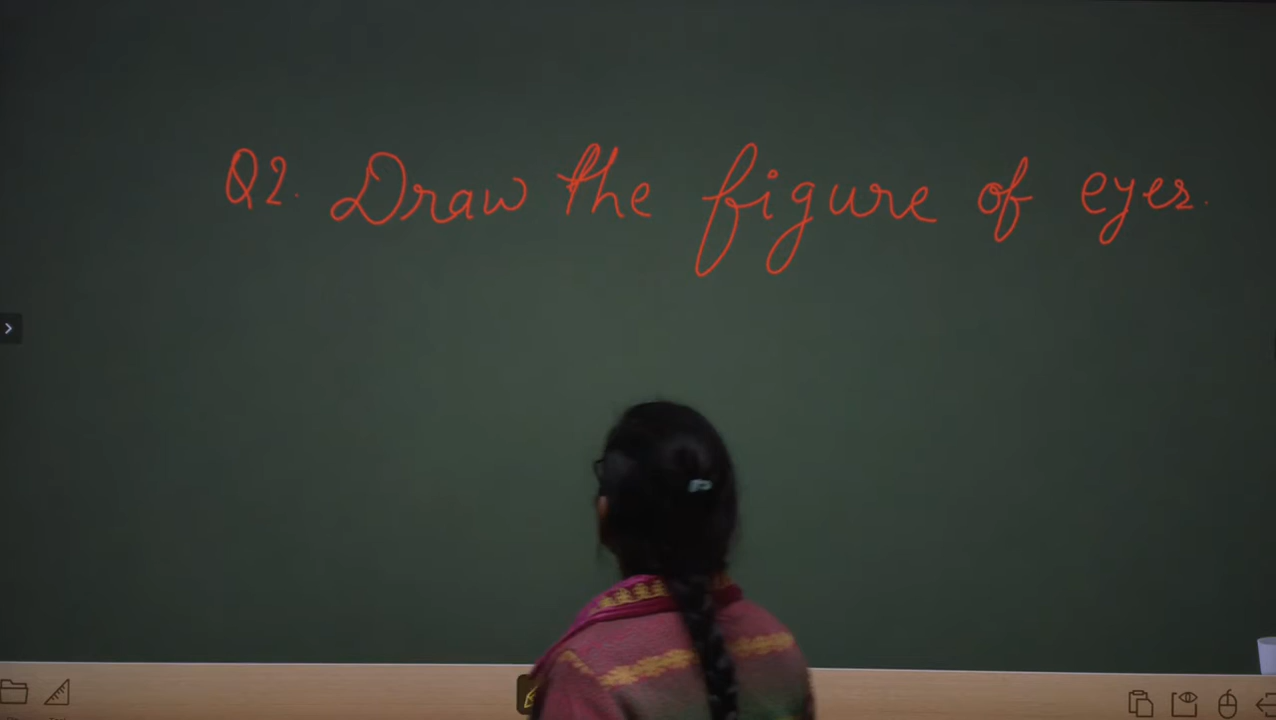 Q2. Draw the figure of eyes.